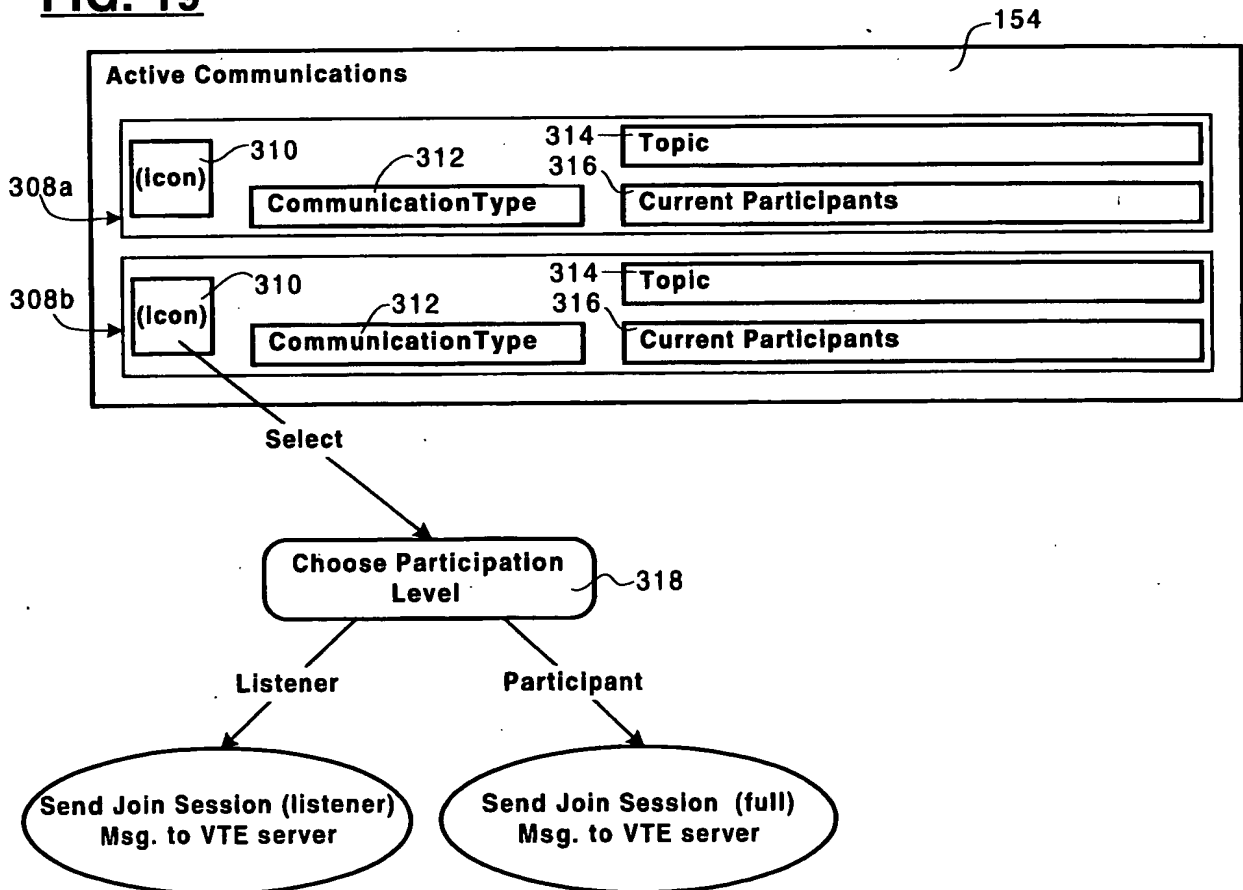 FIG. 19
154
Active Communications
310
(icon)
312
CommunicationType
314
Topic
316
Current Participants
308a
310
(icon)
312
CommunicationType
314
Topic
316
Current Participants
308b
Select
Choose Participation
Level
318
Listener
Participant
Send Join Session (listener)
Msg. to VTE server
Send Join Session (full)
Msg. to VTE server